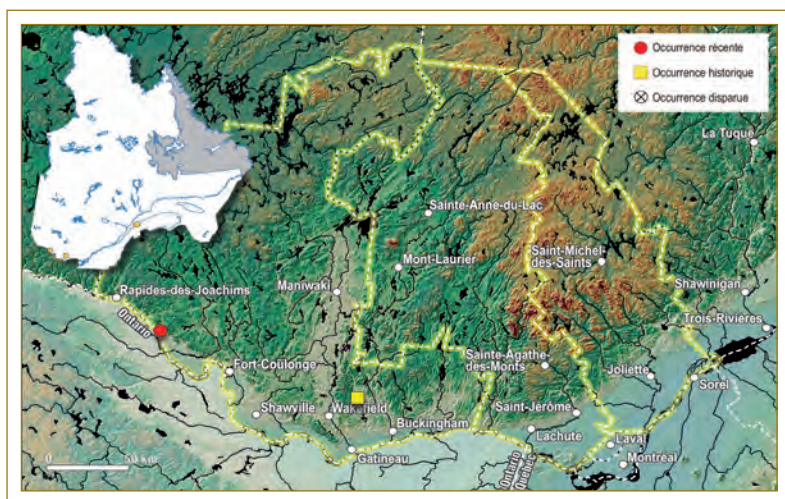 Occurrence récente
Occurrence historique
Occurrence disparue
La Tuque
Sainte-Anne-du-Lac
Saint-Michel-
des-Saints
Mont-Laurier
Maniwaki
Rapides-des-Joachims
Shawinigan
Trois-Rivières
Ontario
Fort-Coulonge
Sainte-Agathe-
des-Monts
Joliette
Sorel
Shawville
Wakefield
Saint-Jérôme
Buckingham
Lachute
Laval
Gatineau
Montréal
Ontario
Québec
0 50 km